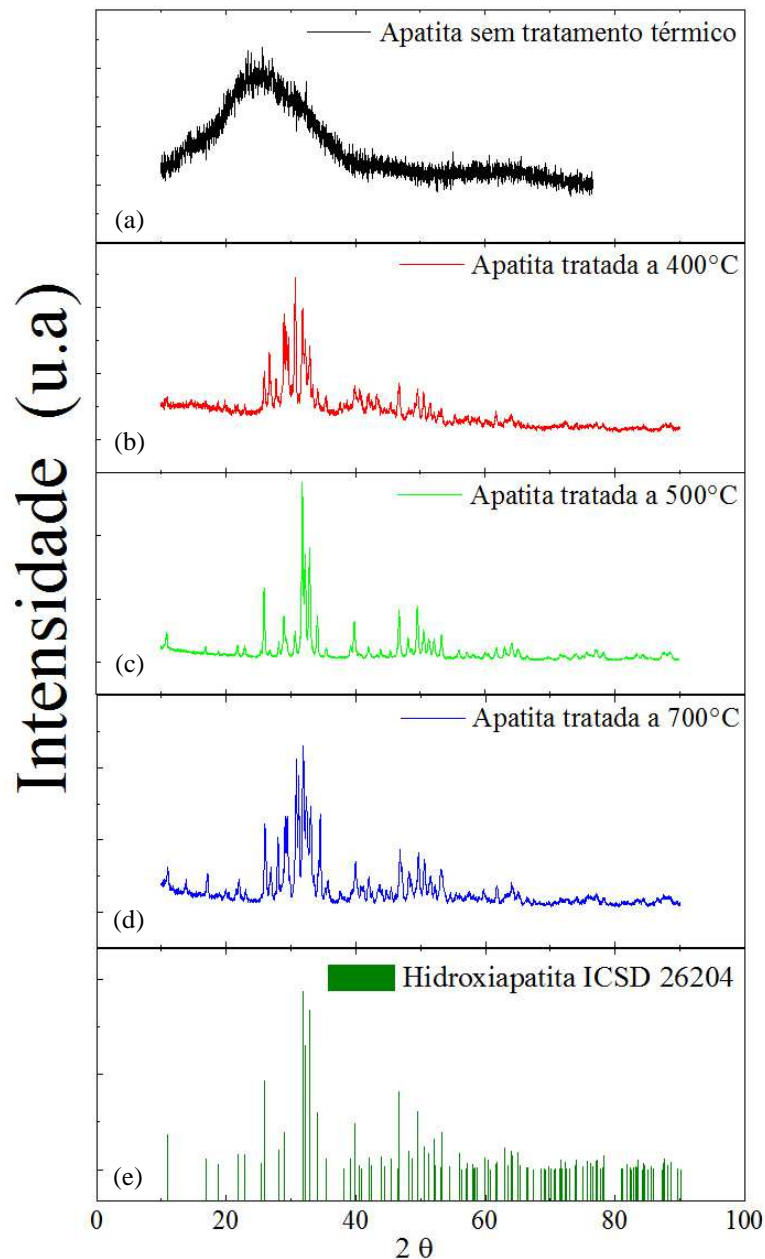 Apatita sem tratamento térmico
(a)
Apatita tratada a 400°C
(b)
Apatita tratada a 500°C
(c)
Apatita tratada a 700°C
(d)
Hidroxiapatita ICSD 26204
(e)
Intensidade (u.a)
0 20 40 60 80 100
2 θ